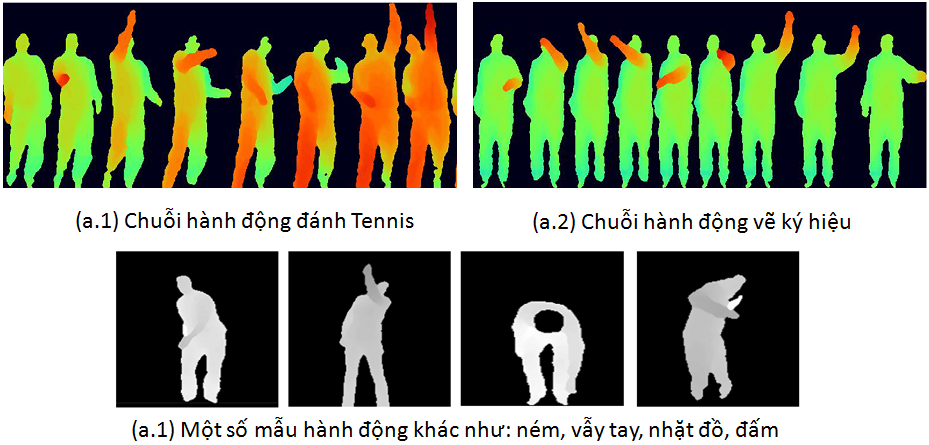 (a.1) Chuỗi hành động đánh Tennis
(a.2) Chuỗi hành động vẽ ký hiệu
(a.1) Một số mẫu hành động khác như: ném, vẫy tay, nhặt đồ, đấm